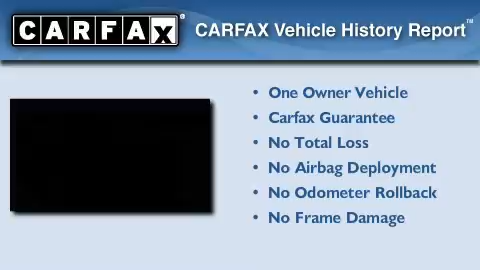 CARFAX® CARFAX Vehicle History Report™
• One Owner Vehicle
• Carfax Guarantee
• No Total Loss
• No Airbag Deployment
• No Odometer Rollback
• No Frame Damage